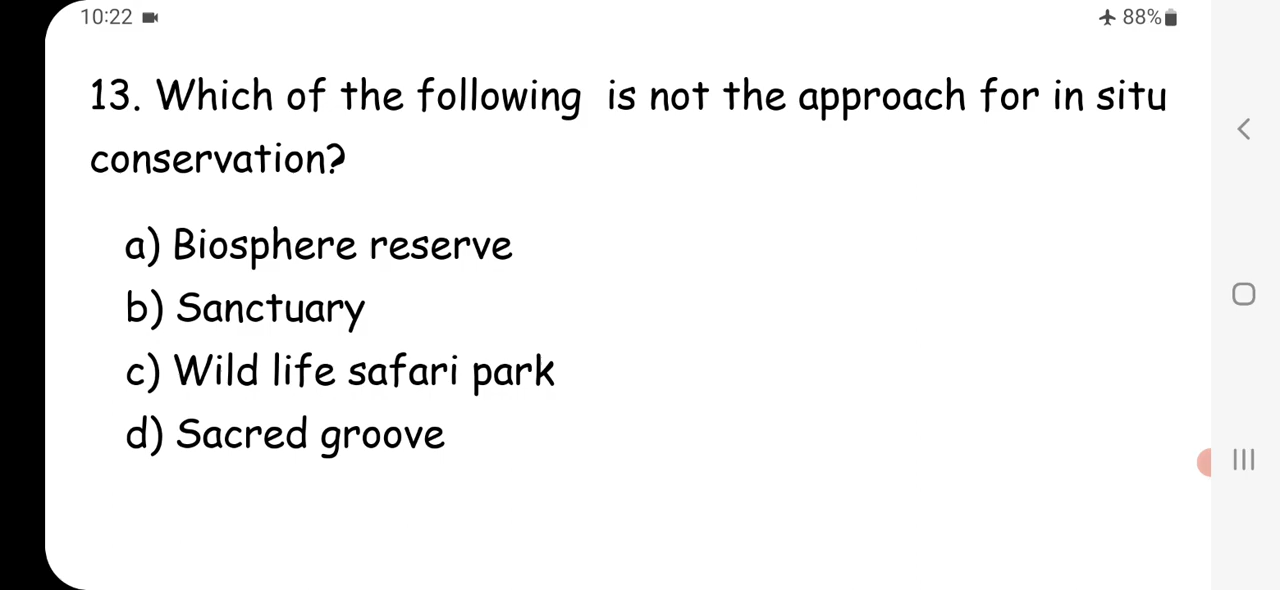 10:22
88%
13. Which of the following is not the approach for in situ
conservation?
a) Biosphere reserve
b) Sanctuary
c) Wild life safari park
d) Sacred groove